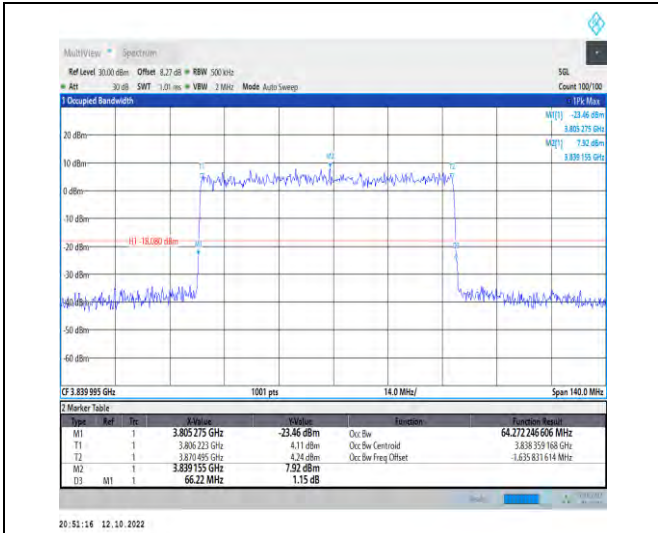 MultiView Spectrum
Ref Level 30.00 dBm Offset 8.27 dB RBW 500 kHz SGL
Att 30 dB SWT 1.01 ms VBW 2 MHz Mode Auto Sweep Count 100/100
1 Occupied Bandwidth 1Pk Max
M1[1] -23.46 dBm
3.805 275 GHz
M2[1] 7.92 dBm
3.839 155 GHz
20 dBm
10 dBm
T1 M2 T2
0 dBm
-10 dBm
H1 -18.080 dBm
M1
-20 dBm
-30 dBm
-40 dBm
-50 dBm
-60 dBm
CF 3.839 995 GHz 1001 pts 14.0 MHz/ Span 140.0 MHz
2 Marker Table
Type Ref Trc X-Value Y-Value Function Function Result
M1 1 3.805 275 GHz -23.46 dBm Occ Bw 64.272 246 606 MHz
T1 1 3.806 223 GHz 4.11 dBm Occ Bw Centroid 3.838 359 168 GHz
T2 1 3.870 495 GHz 4.24 dBm Occ Bw Freq Offset -1.635 831 614 MHz
M2 1 3.839 155 GHz 7.92 dBm
D3 M1 1 66.22 MHz 1.15 dB
20:51:16 12.10.2022